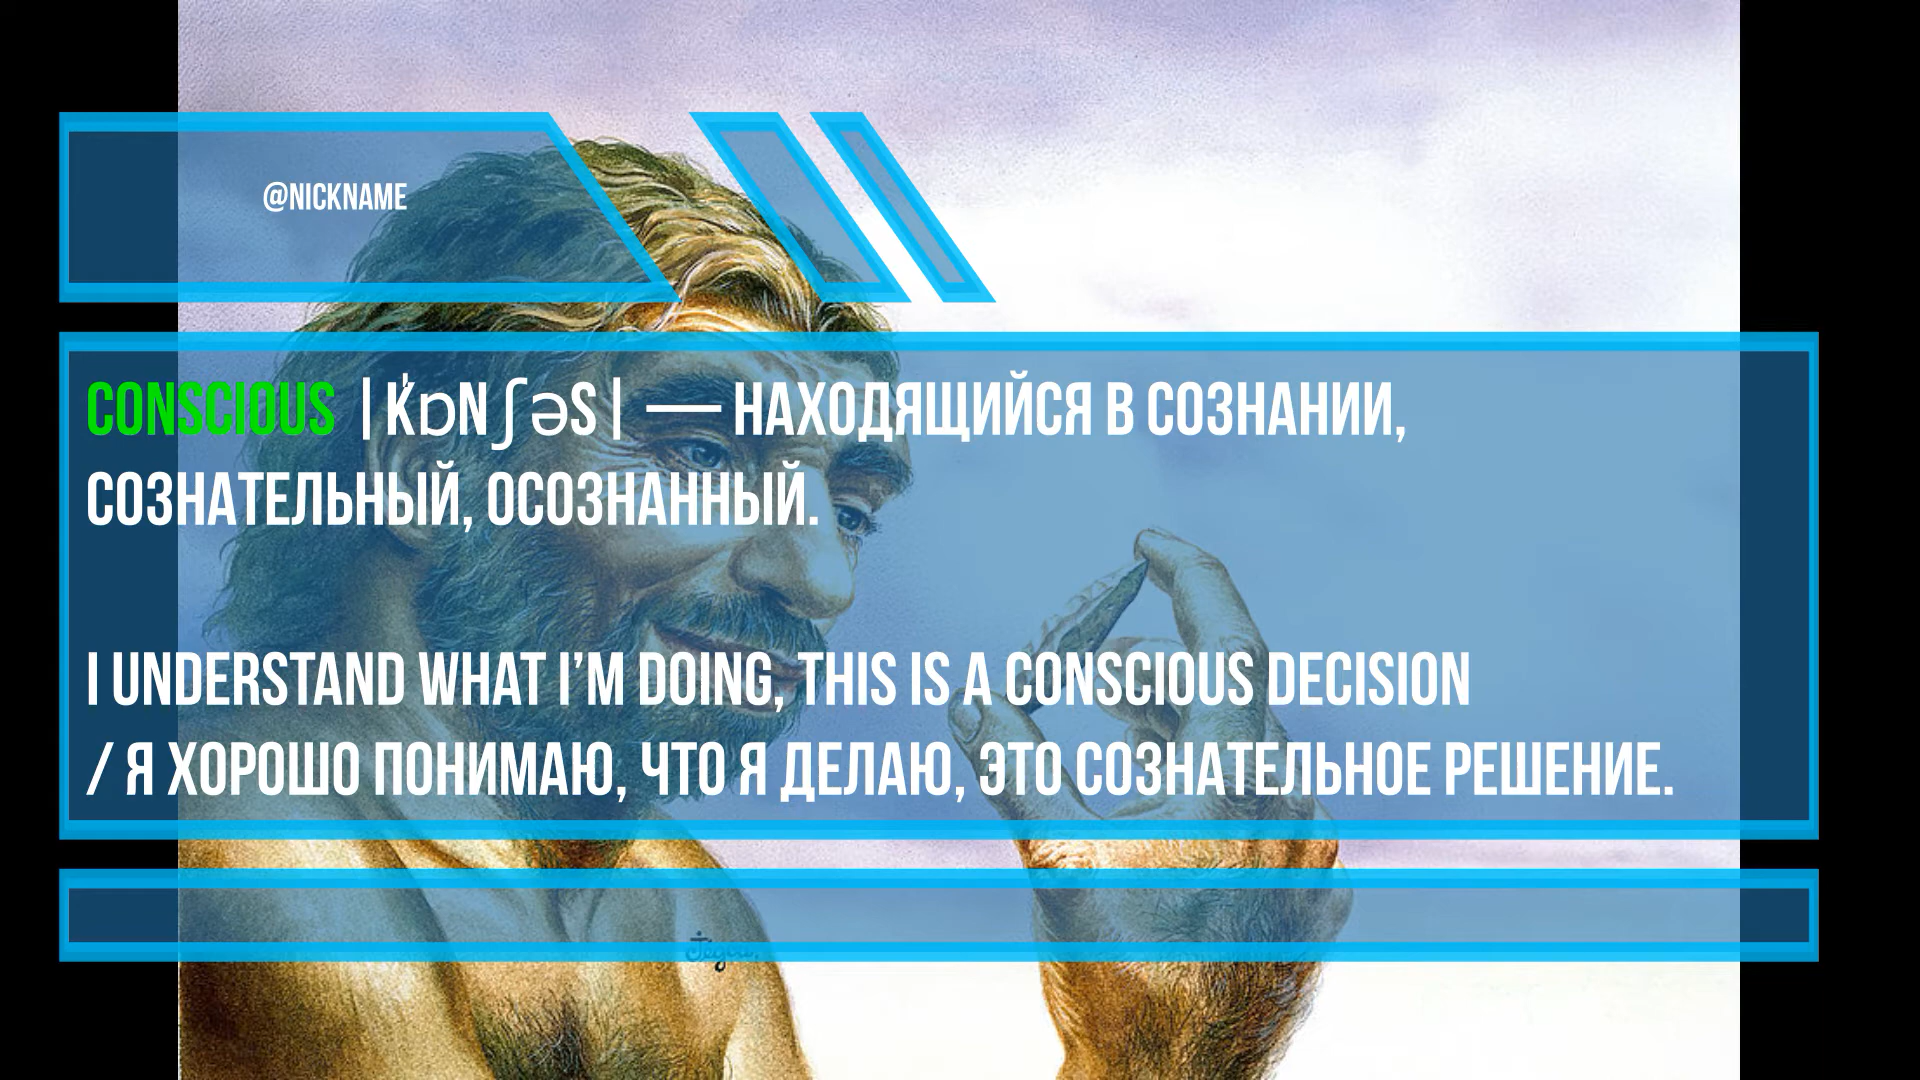 @NICKNAME
CONSCIOUS |ˈKɒNʃəS| — НАХОДЯЩИЙСЯ В СОЗНАНИИ,
СОЗНАТЕЛЬНЫЙ, ОСОЗНАННЫЙ.
I UNDERSTAND WHAT I’M DOING, THIS IS A CONSCIOUS DECISION
/ Я ХОРОШО ПОНИМАЮ, ЧТО Я ДЕЛАЮ, ЭТО СОЗНАТЕЛЬНОЕ РЕШЕНИЕ.